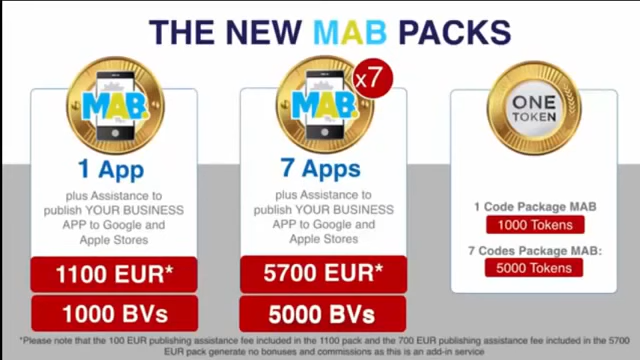 THE NEW MAB PACKS
MAB.
1 App
plus Assistance to
publish YOUR BUSINESS
APP to Google and
Apple Stores
1100 EUR*
1000 BVs
MAB.
x7
7 Apps
plus Assistance to
publish YOUR BUSINESS
APP to Google and
Apple Stores
5700 EUR*
5000 BVs
ONE
TOKEN
1 Code Package MAB
1000 Tokens
7 Codes Package MAB:
5000 Tokens
*Please note that the 100 EUR publishing assistance fee included in the 1100 pack and the 700 EUR publishing assistance fee included in the 5700
EUR pack generate no bonuses and commissions as this is an add-in service